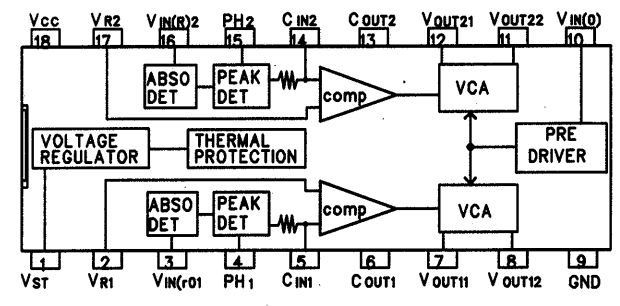 VCC VR2 VIN(R)2 PH2 CIN2 COUT2 VOUT21 VOUT22 VIN(O)
18 17 16 15 14 13 12 11 10
ABSO DET
PEAK DET
comp
VCA
VOLTAGE REGULATOR
THERMAL PROTECTION
PRE DRIVER
ABSO DET
PEAK DET
comp
VCA
1 2 3 4 5 6 7 8 9
VST VR1 VIN(r01 PH1 CIN1 COUT1 VOUT11 VOUT12 GND